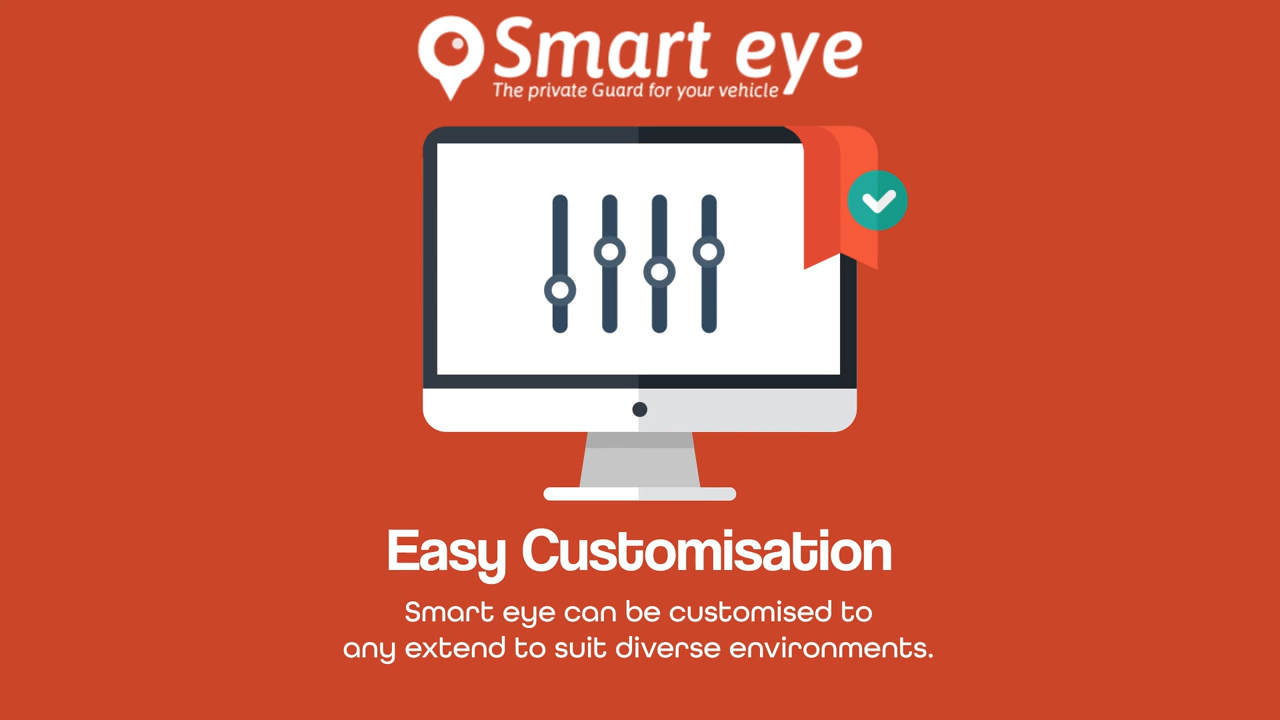 Smart eye
The private Guard for your vehicle
Easy Customisation
Smart eye can be customised to
any extend to suit diverse environments.